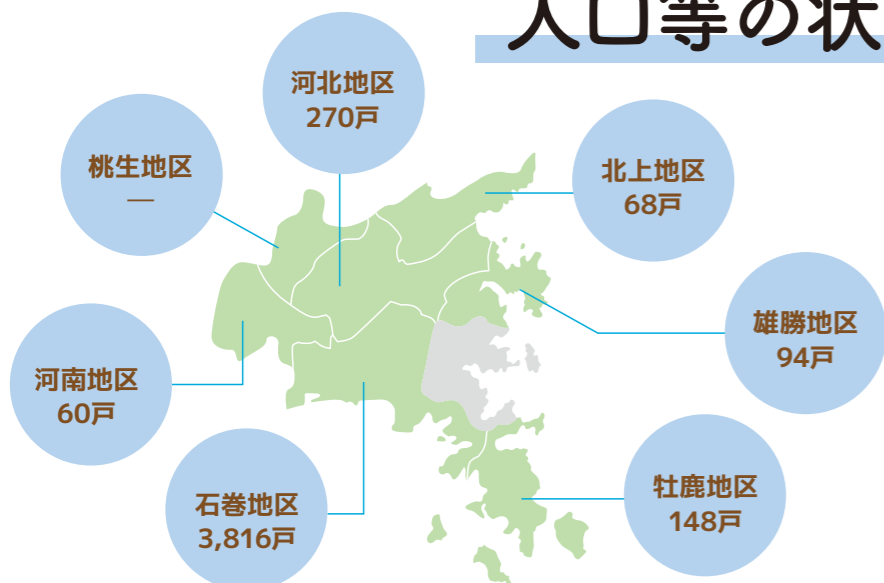 人口等の状
河北地区
270戸
桃生地区
—
北上地区
68戸
雄勝地区
94戸
河南地区
60戸
石巻地区
3,816戸
牡鹿地区
148戸